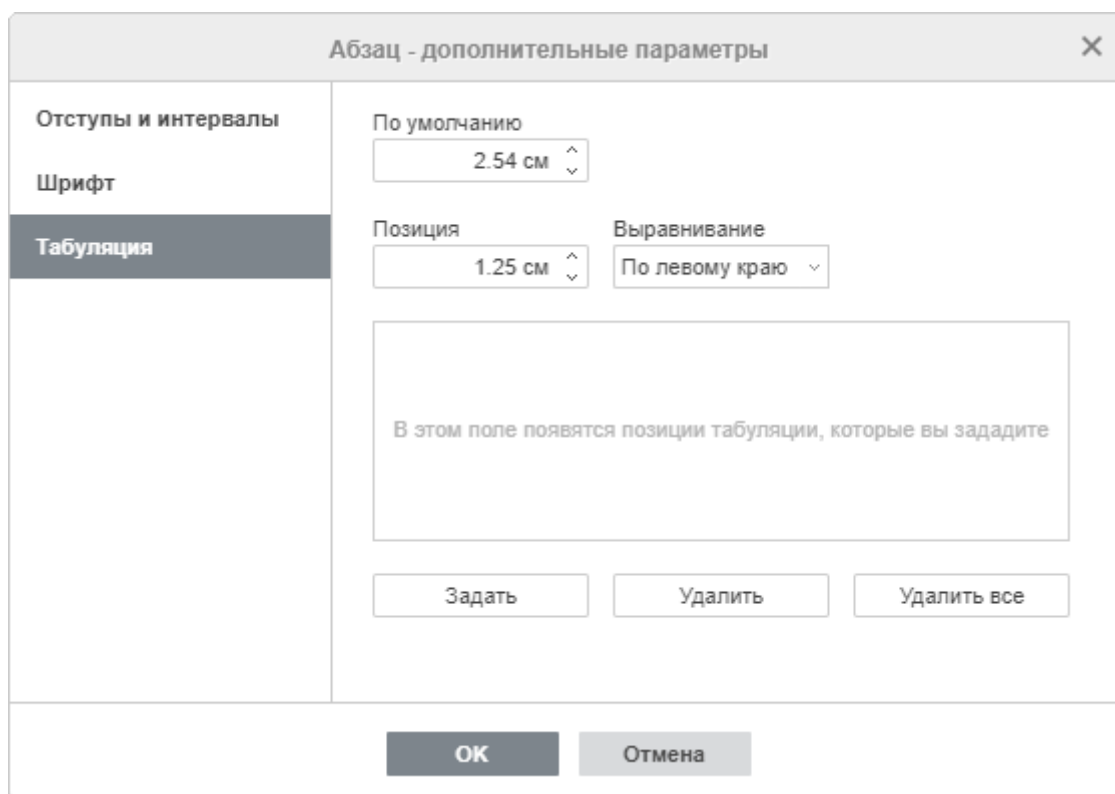 Абзац - дополнительные параметры
Отступы и интервалы
Шрифт
Табуляция
По умолчанию
2.54 см
Позиция
Выравнивание
1.25 см
По левому краю
В этом поле появятся позиции табуляции, которые вы зададите
Задать
Удалить
Удалить все
OK
Отмена